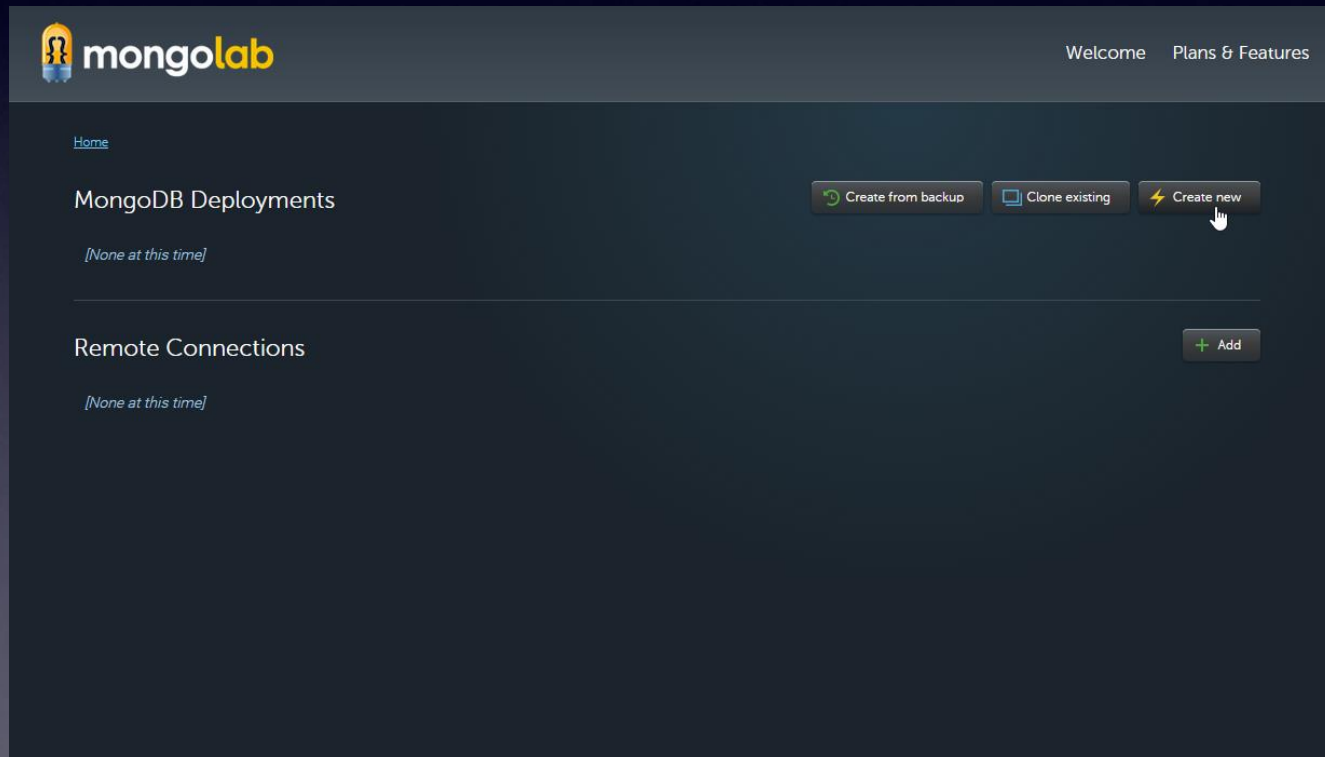 mongolab
Welcome Plans & Features
Home
MongoDB Deployments
Create from backup Clone existing Create new
[None at this time]
Remote Connections
+ Add
[None at this time]